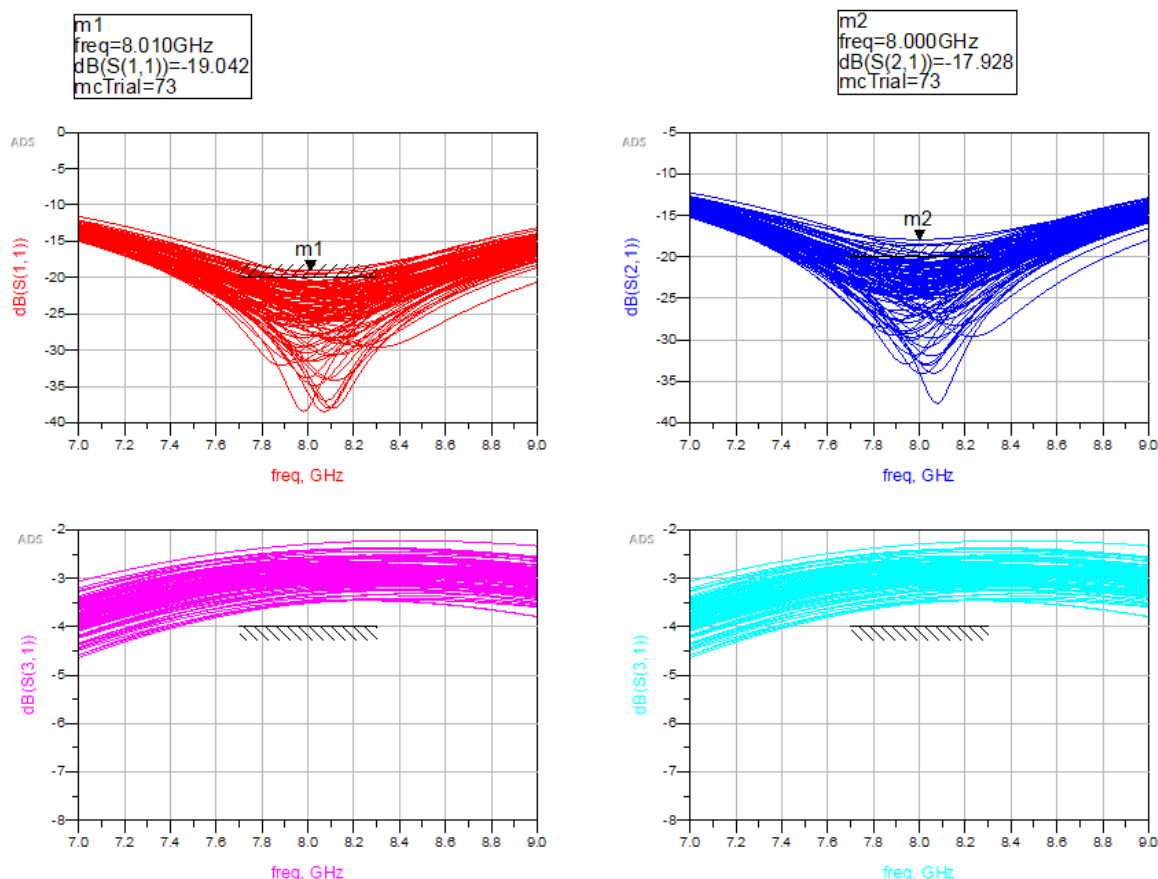 m1
freq=8.010GHz
dB(S(1,1))=-19.042
mcTrial=73
m2
freq=8.000GHz
dB(S(2,1))=-17.928
mcTrial=73
ADS
0
-5
-10
-15
-20
-25
-30
-35
-40
dB(S(1,1))
m1
7.0 7.2 7.4 7.6 7.8 8.0 8.2 8.4 8.6 8.8 9.0
freq, GHz
ADS
-5
-10
-15
-20
-25
-30
-35
-40
dB(S(2,1))
m2
7.0 7.2 7.4 7.6 7.8 8.0 8.2 8.4 8.6 8.8 9.0
freq, GHz
ADS
-2
-3
-4
-5
-6
-7
-8
dB(S(3,1))
7.0 7.2 7.4 7.6 7.8 8.0 8.2 8.4 8.6 8.8 9.0
freq, GHz
ADS
-2
-3
-4
-5
-6
-7
-8
dB(S(3,1))
7.0 7.2 7.4 7.6 7.8 8.0 8.2 8.4 8.6 8.8 9.0
freq, GHz